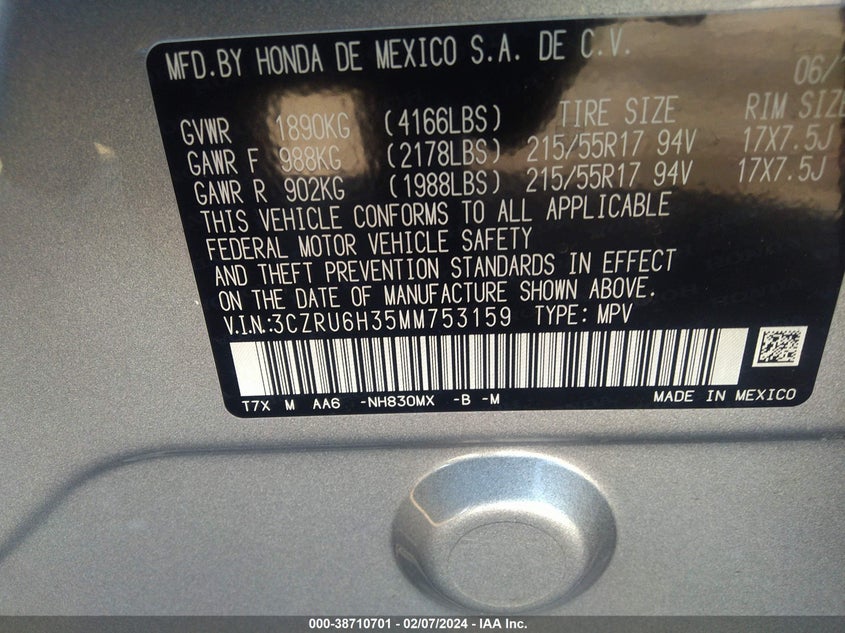 MFD.BY HONDA DE MEXICO S.A. DE C.V.
06/
GVWR 1890KG (4166LBS) TIRE SIZE RIM SIZE
GAWR F 988KG (2178LBS) 215/55R17 94V 17X7.5J
GAWR R 902KG (1988LBS) 215/55R17 94V 17X7.5J
THIS VEHICLE CONFORMS TO ALL APPLICABLE
FEDERAL MOTOR VEHICLE SAFETY
AND THEFT PREVENTION STANDARDS IN EFFECT
ON THE DATE OF MANUFACTURE SHOWN ABOVE.
V.I.N.:3CZRU6H35MM753159 TYPE: MPV
T7X M AA6 -NH830MX -B -M MADE IN MEXICO
000-38710701 - 02/07/2024 - IAA Inc.